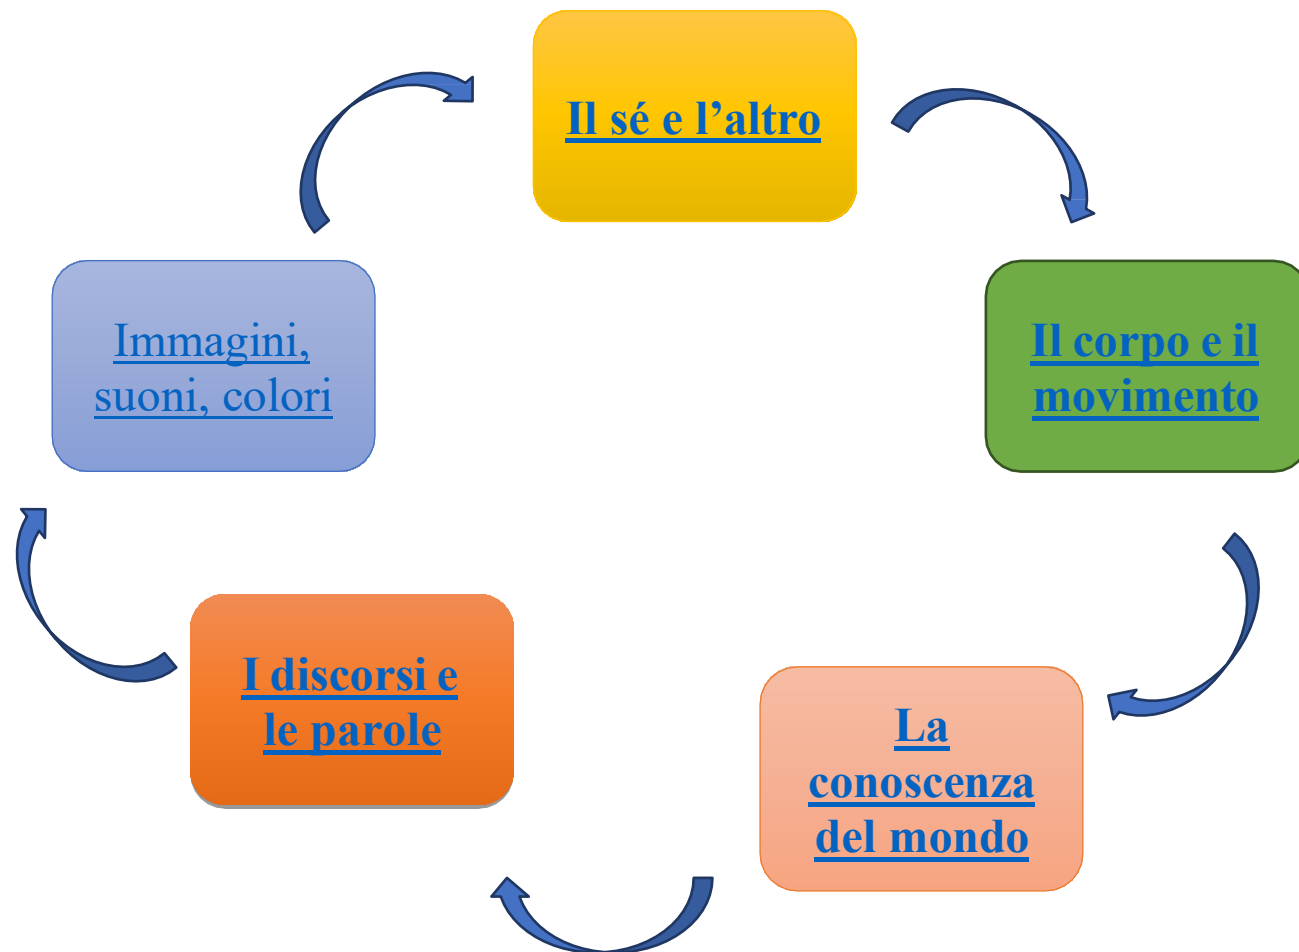 Il sé e l’altro
Il corpo e il
movimento
La
conoscenza
del mondo
I discorsi e
le parole
Immagini,
suoni, colori